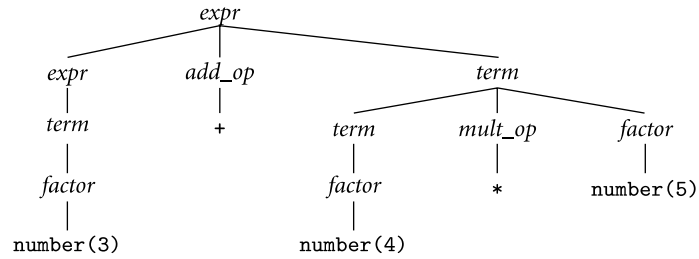 expr
expr add_op term
term + term mult_op factor
factor factor * number(5)
number(3) number(4)